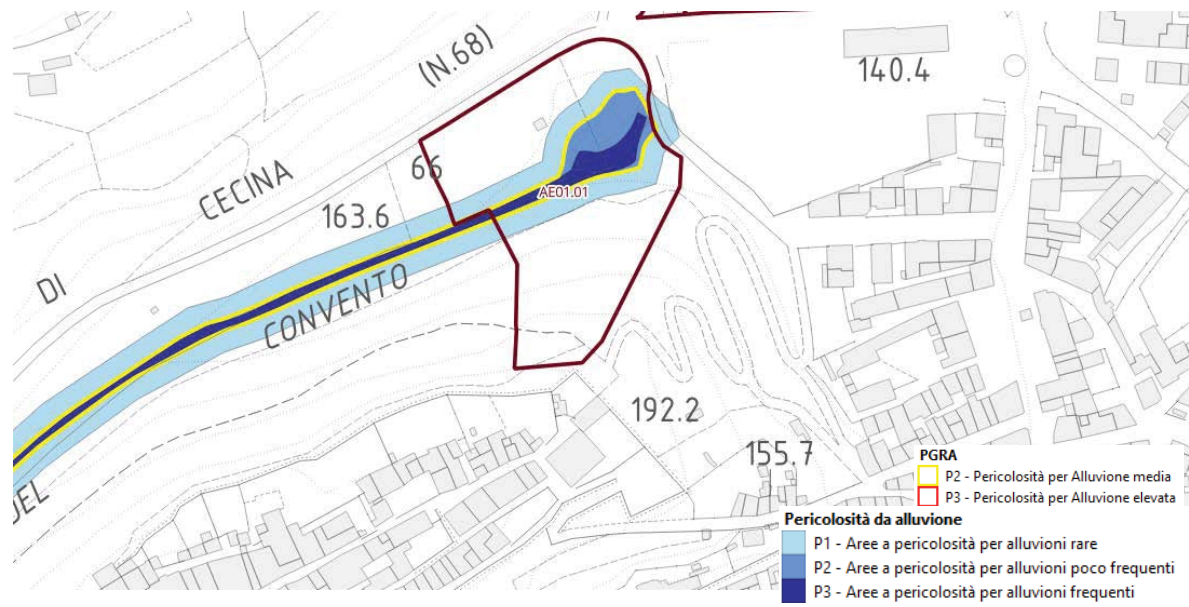 (N.68)
140.4
CECINA
66
AE01.01
163.6
DI
CONVENTO
192.2
155.7
DEL
PGRA
P2 - Pericolosità per Alluvione media
P3 - Pericolosità per Alluvione elevata
Pericolosità da alluvione
P1 - Aree a pericolosità per alluvioni rare
P2 - Aree a pericolosità per alluvioni poco frequenti
P3 - Aree a pericolosità per alluvioni frequenti